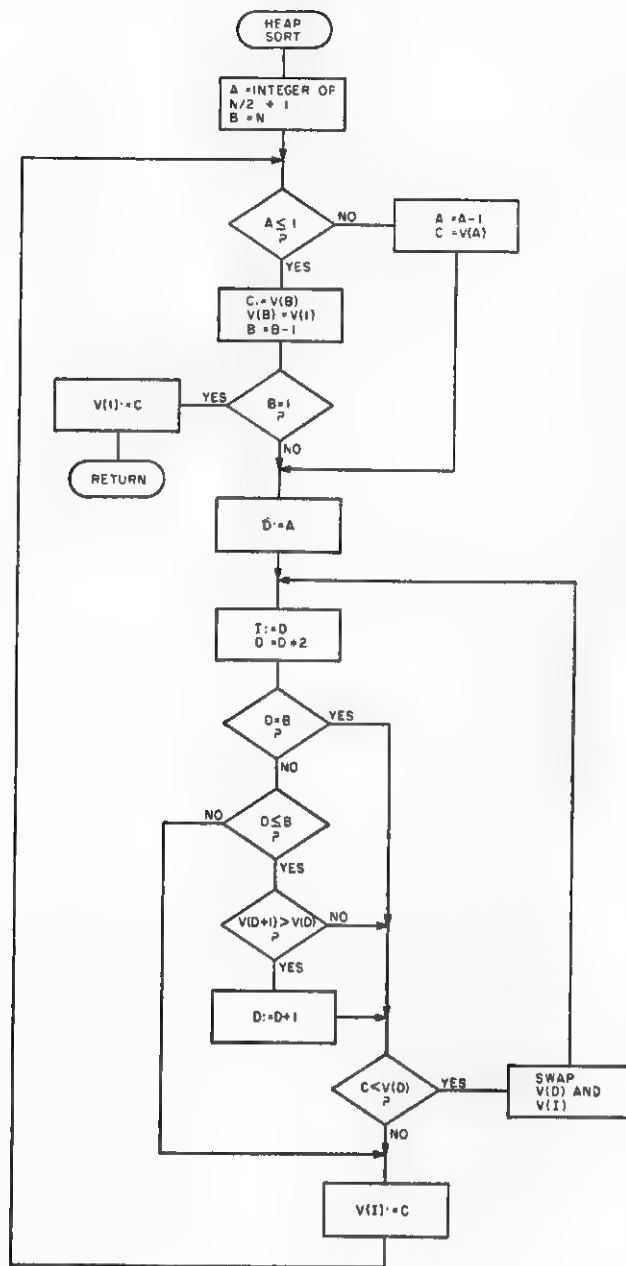 HEAP
SORT
A =INTEGER OF
N/2 + 1
B =N
A ≤ 1
?
NO
A =A-1
C =V(A)
YES
C.=V(B)
V(B)=V(1)
B =B-1
V(1)·=C
YES
B=1
?
NO
RETURN
D·=A
I:=D
D =D*2
D=B
?
YES
NO
NO
D≤B
?
YES
V(D+1)>V(D)
?
NO
YES
D:=D+1
C<V(D)
?
YES
SWAP
V(D) AND
V(I)
NO
V(I)·=C